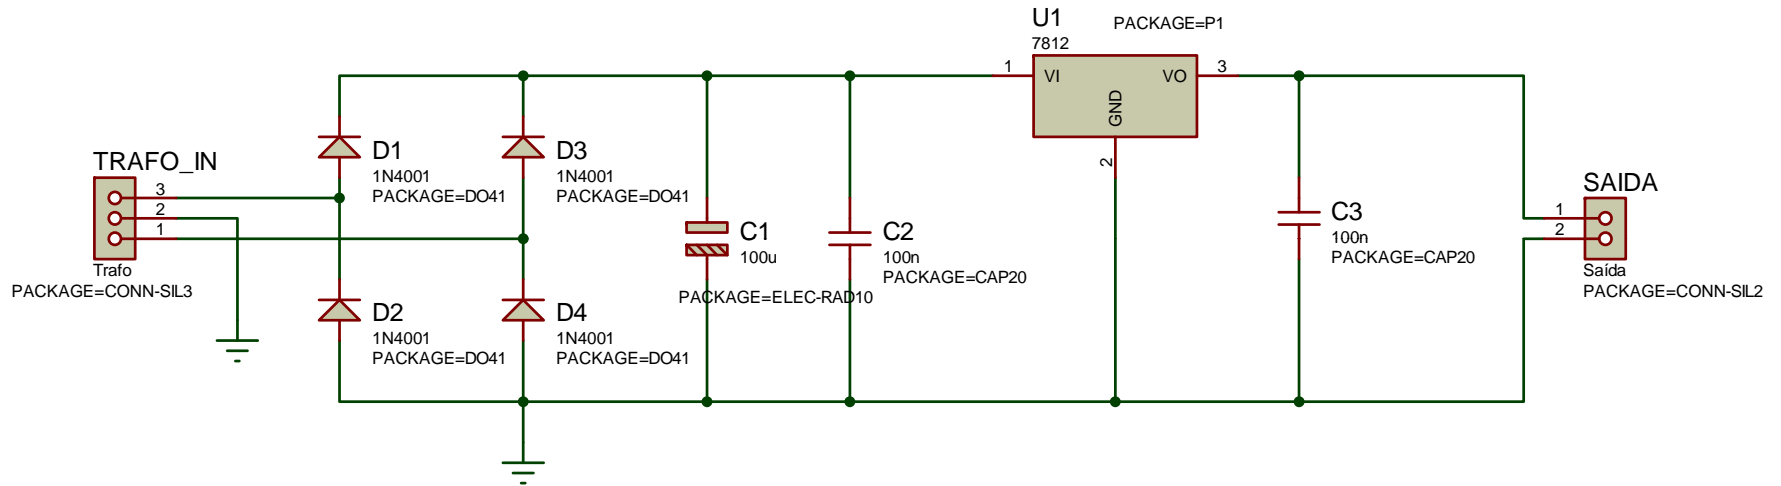 TRAFO_IN
3
2
1
Trafo
PACKAGE=CONN-SIL3
D1
1N4001
PACKAGE=DO41
D3
1N4001
PACKAGE=DO41
D2
1N4001
PACKAGE=DO41
D4
1N4001
PACKAGE=DO41
C1
100u
PACKAGE=ELEC-RAD10
C2
100n
PACKAGE=CAP20
U1
7812
PACKAGE=P1
1
VI
VO
3
GND
2
C3
100n
PACKAGE=CAP20
SAIDA
1
2
Saída
PACKAGE=CONN-SIL2